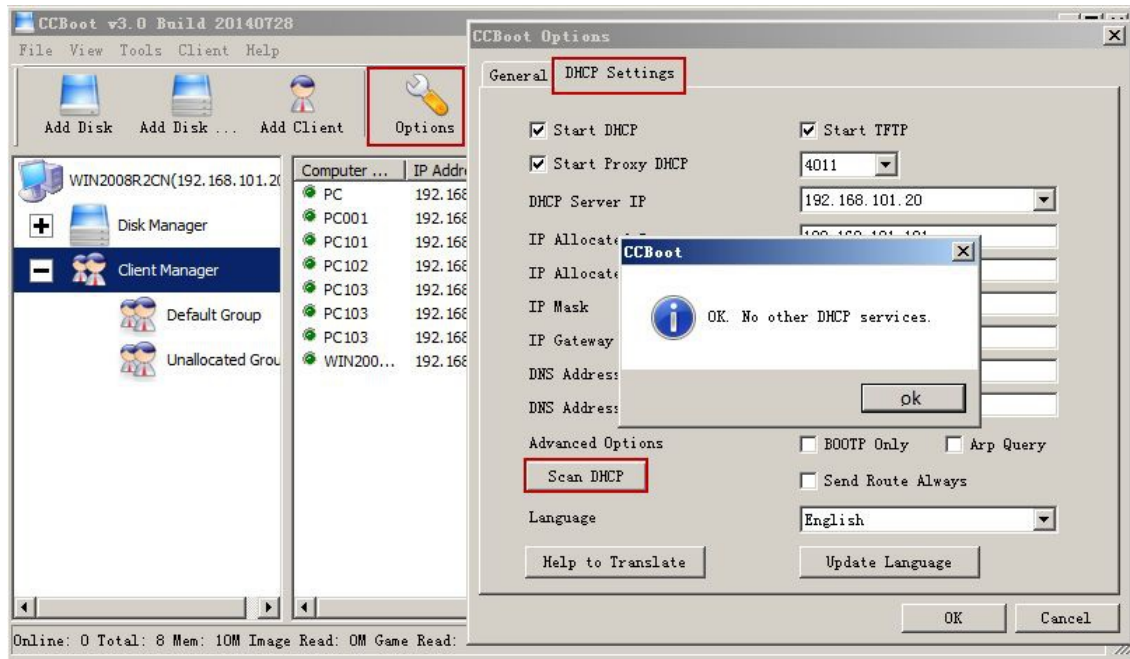 CCBoot v3.0 Build 20140728
File View Tools Client Help
Add Disk Add Disk ... Add Client Options
WIN2008R2CN(192.168.101.20
Disk Manager
Client Manager
Default Group
Unallocated Grou
Computer ... IP Addr
PC 192.168
PC001 192.168
PC101 192.168
PC102 192.168
PC103 192.168
PC103 192.168
PC103 192.168
WIN200... 192.168
Online: 0 Total: 8 Mem: 10M Image Read: 0M Game Read:
CCBoot Options
General DHCP Settings
Start DHCP Start TFTP
Start Proxy DHCP 4011
DHCP Server IP 192.168.101.20
IP Allocate
IP Allocate
IP Mask
IP Gateway
DNS Address
DNS Address
CCBoot
OK. No other DHCP services.
ok
Advanced Options BOOTP Only Arp Query
Scan DHCP Send Route Always
Language English
Help to Translate Update Language
OK Cancel